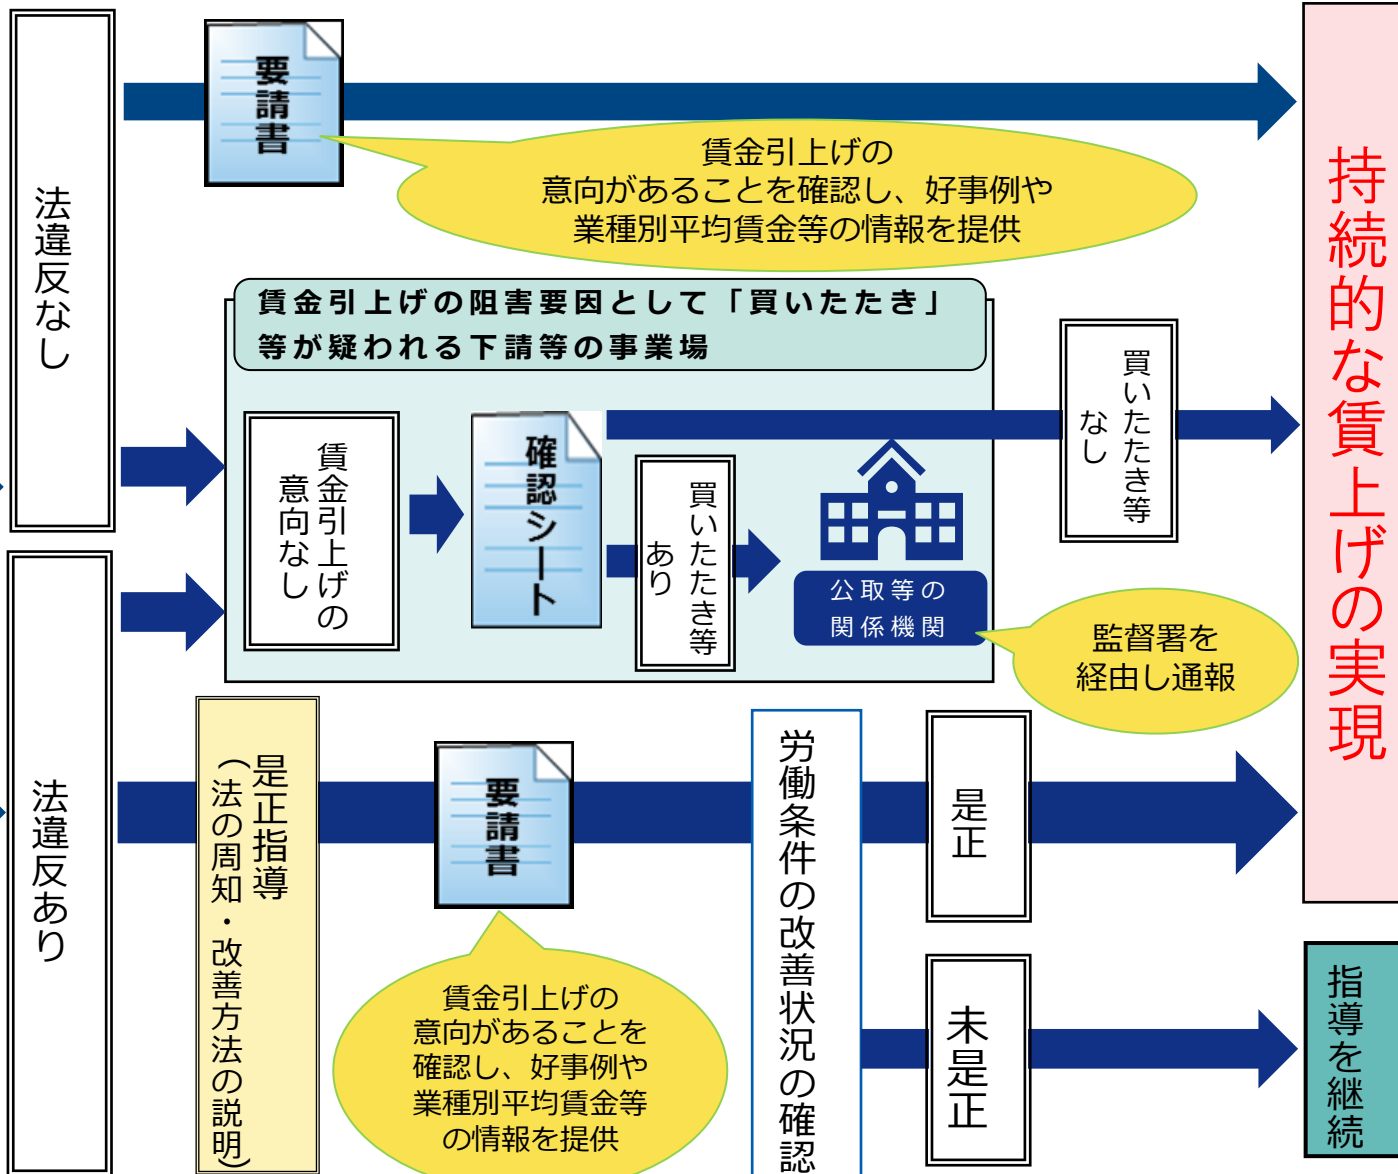 法違反なし
要請書
賃金引上げの
意向があることを確認し、好事例や
業種別平均賃金等の情報を提供
賃金引上げの阻害要因として「買いたたき」
等が疑われる下請等の事業場
賃金引上げの
意向なし
確認シート
買いたたき等
あり
公取等の
関係機関
買いたたき等
なし
監督署を
経由し通報
持続的な賃上げの実現
法違反あり
是正指導
（法の周知・改善方法の説明）
要請書
賃金引上げの
意向があることを
確認し、好事例や
業種別平均賃金等
の情報を提供
労働条件の改善状況の確認
是正
未是正
指導を継続